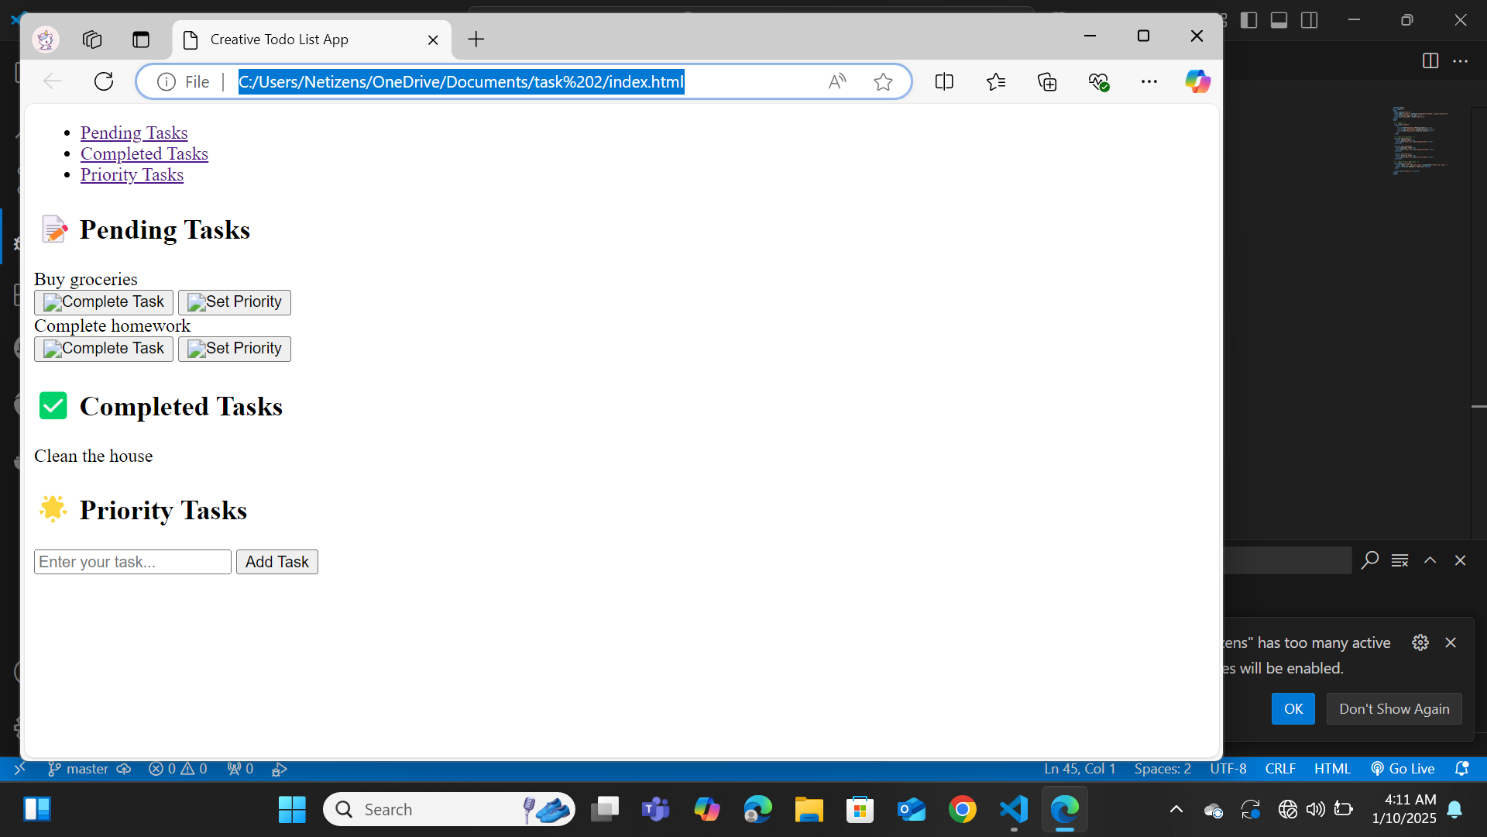 Creative Todo List App
File
C:/Users/Netizens/OneDrive/Documents/task%202/index.html
Pending Tasks
Completed Tasks
Priority Tasks
Pending Tasks
Buy groceries
Complete Task Set Priority
Complete homework
Complete Task Set Priority
Completed Tasks
Clean the house
Priority Tasks
Enter your task... Add Task
has too many active
will be enabled.
OK Don't Show Again
master 0 0 0 Ln 45, Col 1 Spaces: 2 UTF-8 CRLF HTML Go Live
Search
4:11 AM
1/10/2025